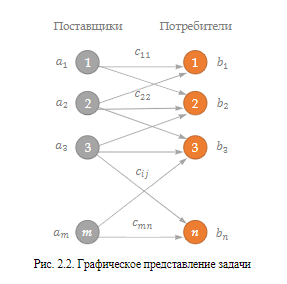 Поставщики Потребители
a₁ 1 c₁₁ 1 b₁
a₂ 2 c₂₂ 2 b₂
a₃ 3 3 b₃
cᵢⱼ
aₘ m cₘₙ n bₙ
Рис. 2.2. Графическое представление задачи